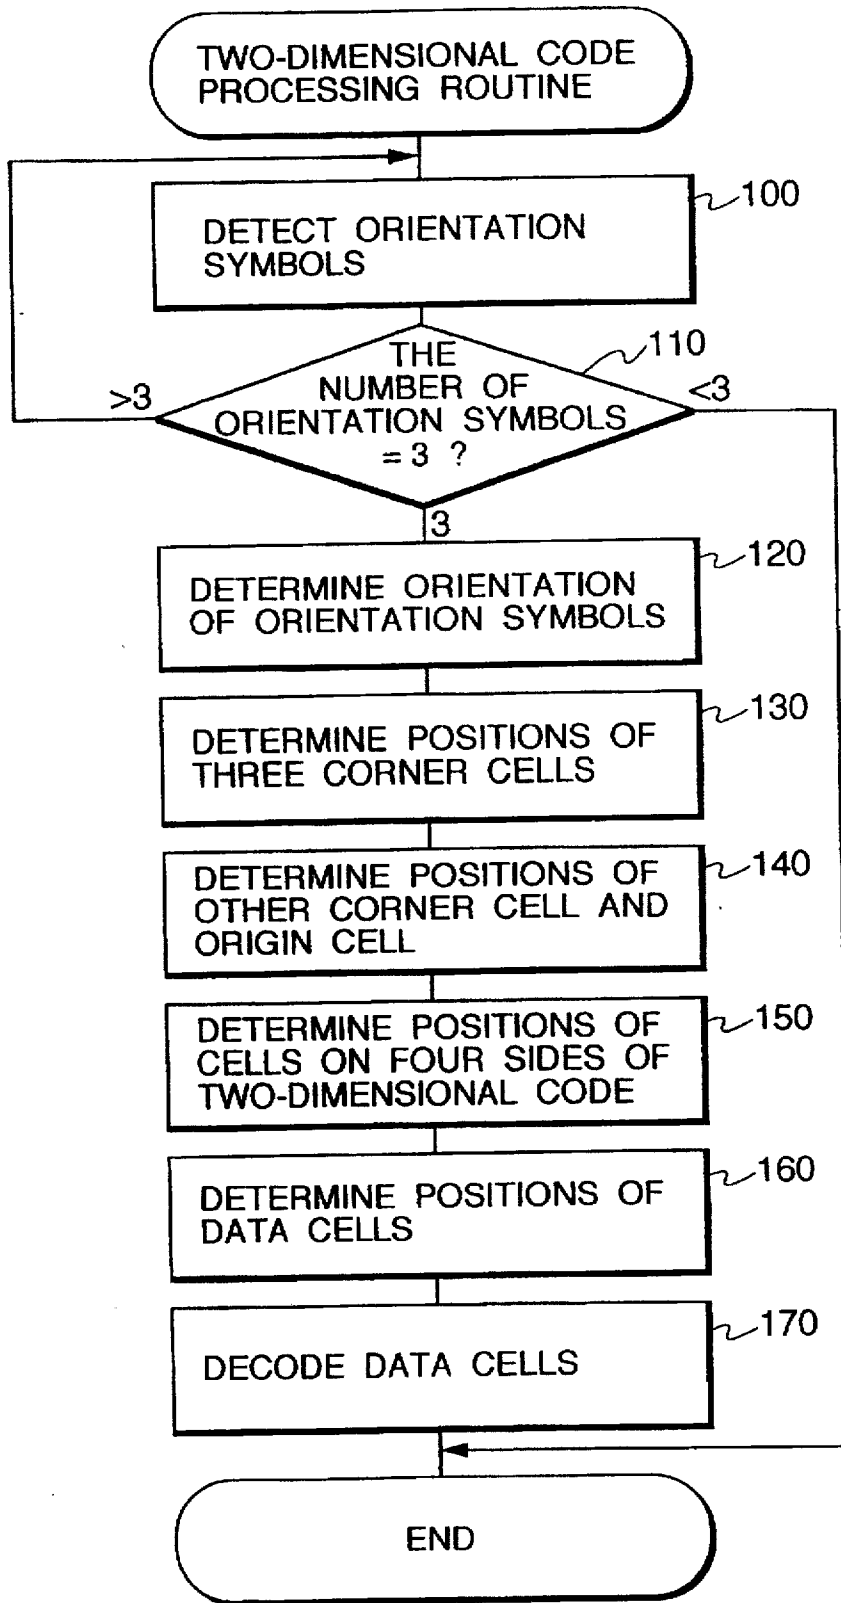 TWO-DIMENSIONAL CODE
PROCESSING ROUTINE
100
DETECT ORIENTATION
SYMBOLS
110
THE
NUMBER OF
ORIENTATION SYMBOLS
= 3 ?
>3
<3
3
120
DETERMINE ORIENTATION
OF ORIENTATION SYMBOLS
130
DETERMINE POSITIONS OF
THREE CORNER CELLS
140
DETERMINE POSITIONS OF
OTHER CORNER CELL AND
ORIGIN CELL
150
DETERMINE POSITIONS OF
CELLS ON FOUR SIDES OF
TWO-DIMENSIONAL CODE
160
DETERMINE POSITIONS OF
DATA CELLS
170
DECODE DATA CELLS
END